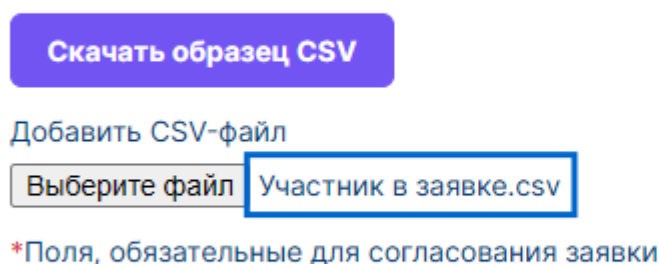 Скачать образец CSV
Добавить CSV-файл
Выберите файл Участник в заявке.csv
*Поля, обязательные для согласования заявки